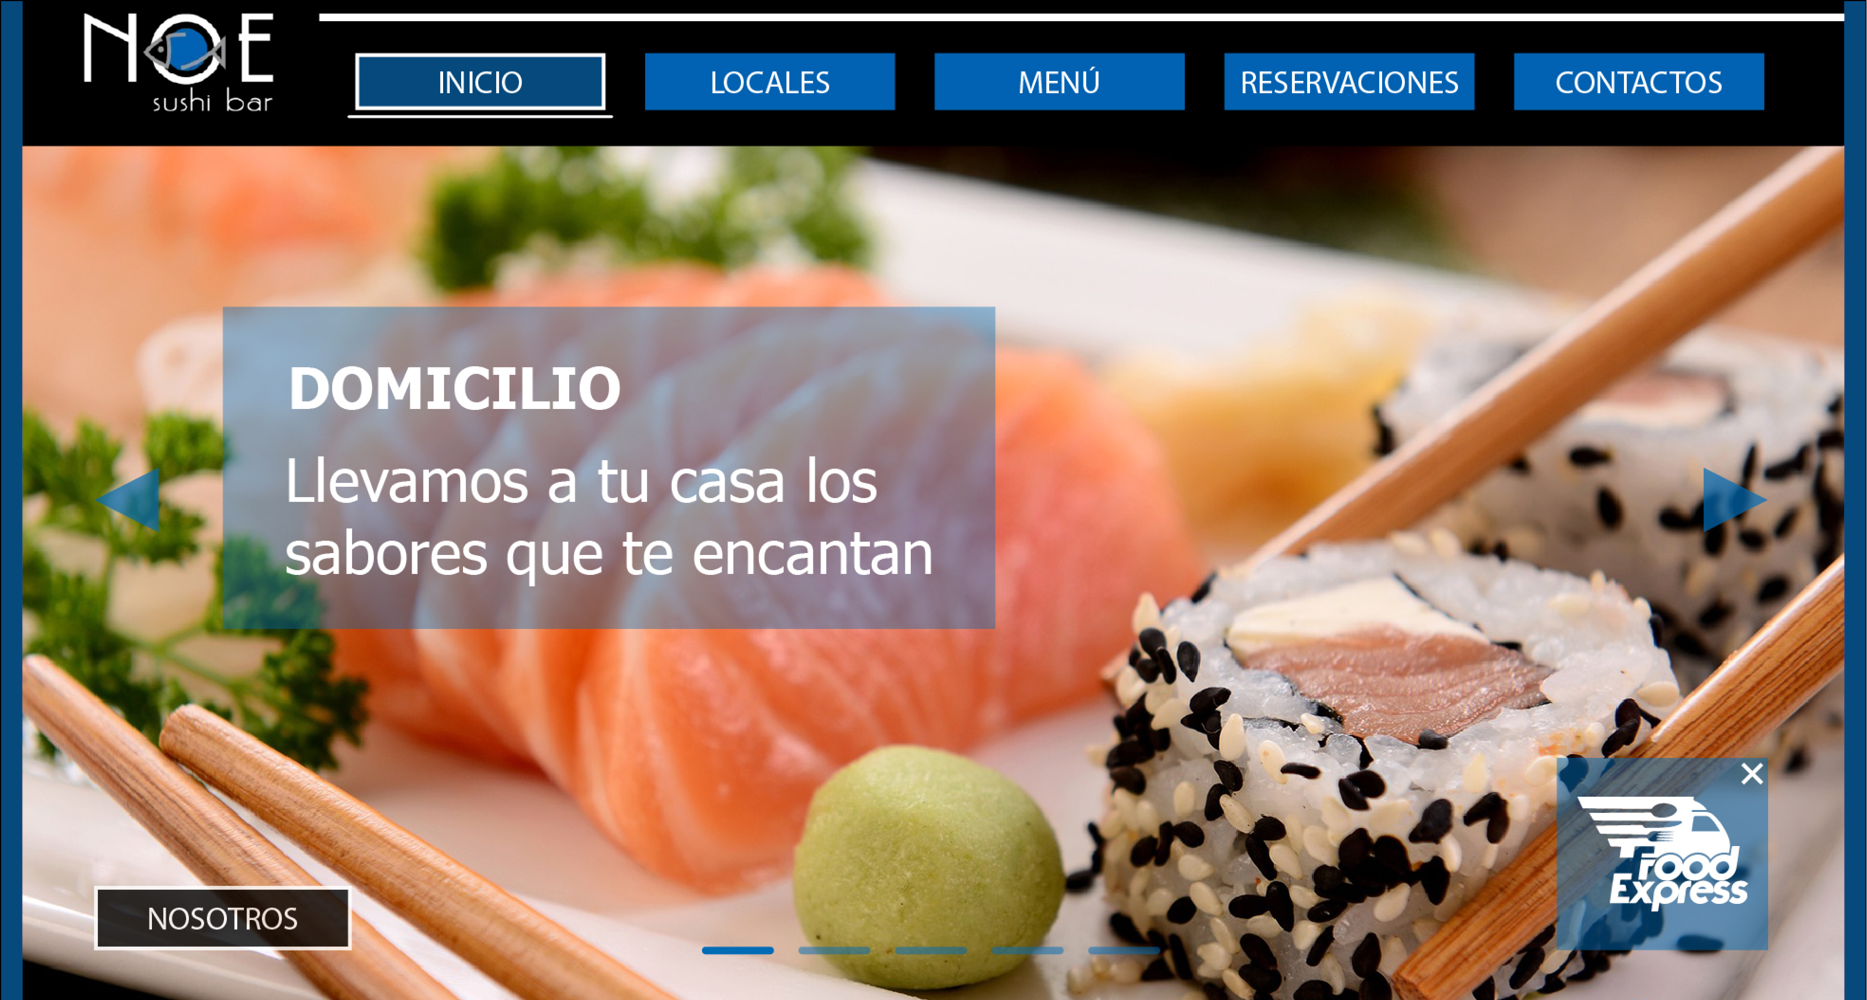 NOE
sushi bar
INICIO
LOCALES
MENÚ
RESERVACIONES
CONTACTOS
DOMICILIO
Llevamos a tu casa los
sabores que te encantan
Food
Express
NOSOTROS